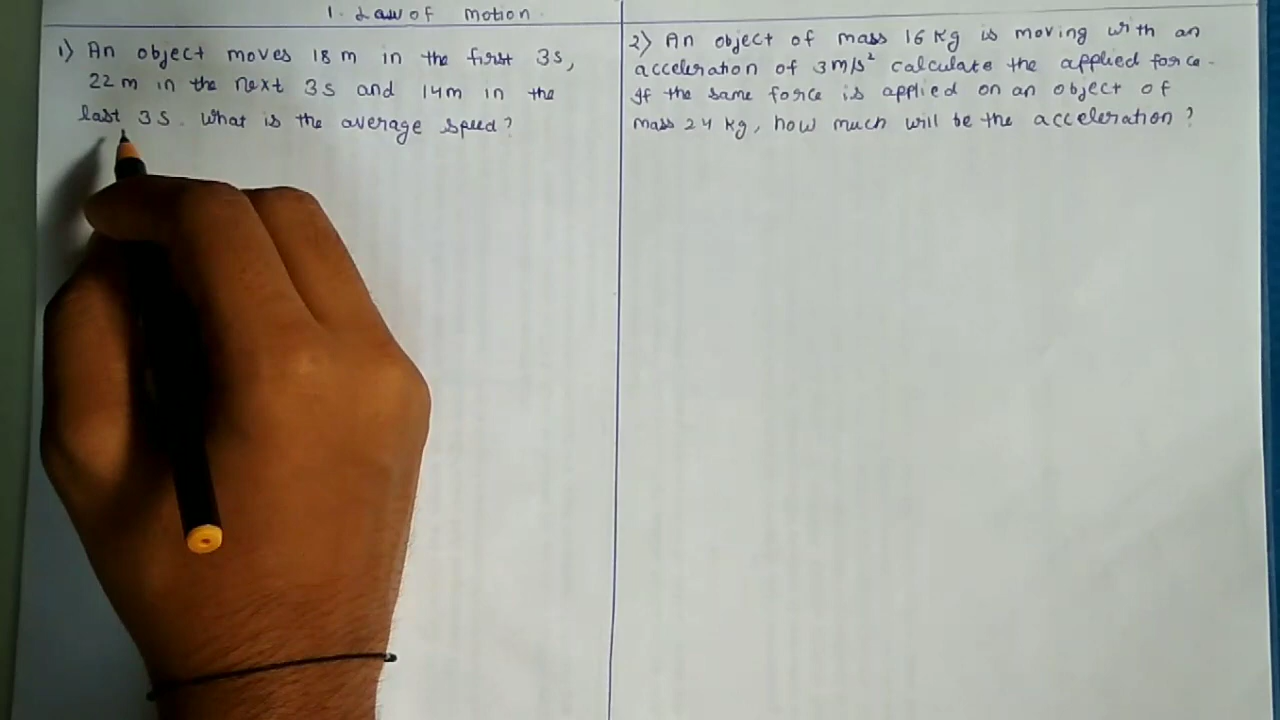 1. Law of motion
1) An object moves 18 m in the first 3s,
22 m in the next 3s and 14m in the
last 3s. What is the average speed?
2) An object of mass 16 kg is moving with an
acceleration of 3 m/s² calculate the applied force.
If the same force is applied on an object of
mass 24 kg, how much will be the acceleration?